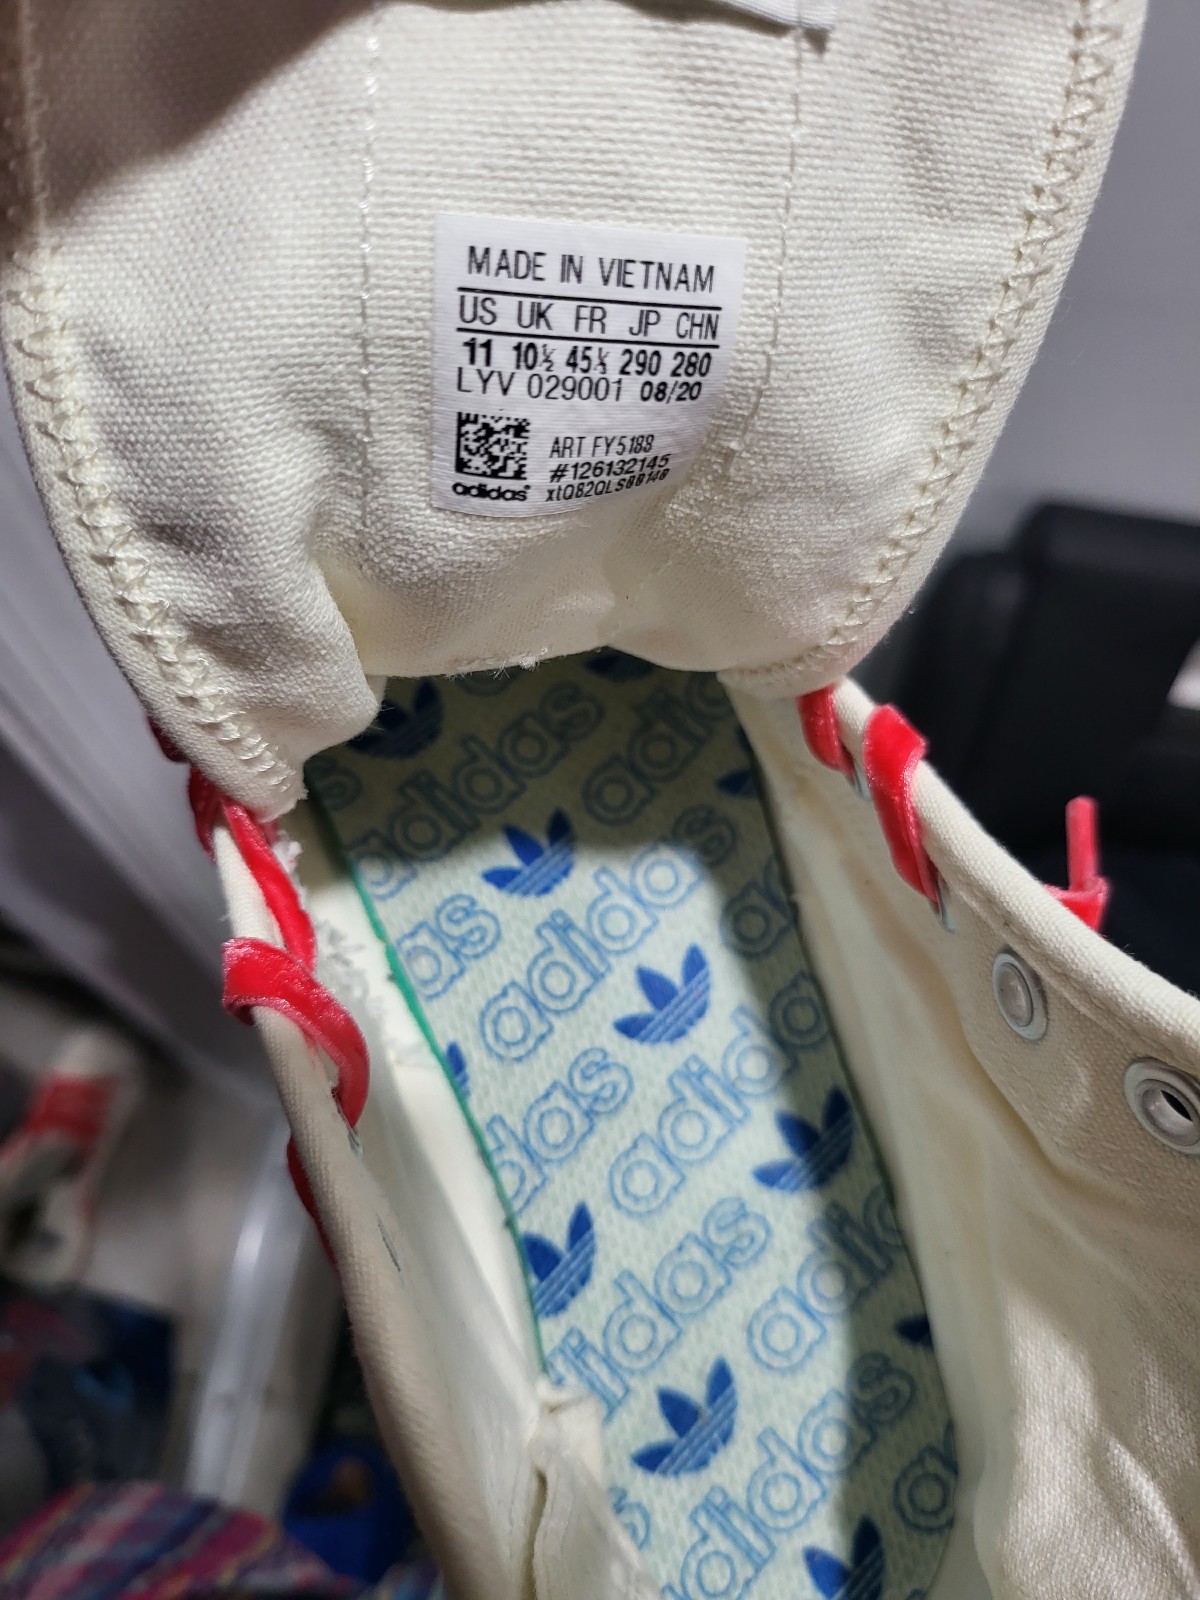 MADE IN VIETNAM
US UK FR JP CHN
11 10½ 45⅓ 290 280
LYV 029001 08/20
ART FY5188
#126132145
adidas
adidas
adidas
adidas
adidas
adidas
adidas